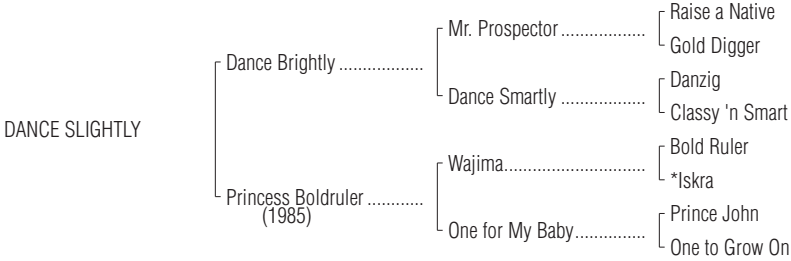 Raise a Native
Mr. Prospector ..................
Gold Digger
Dance Brightly ..................
Danzig
Dance Smartly ..................
Classy 'n Smart
DANCE SLIGHTLY
Bold Ruler
Wajima..............................
*Iskra
Princess Boldruler ............
(1985)
Prince John
One for My Baby...............
One to Grow On